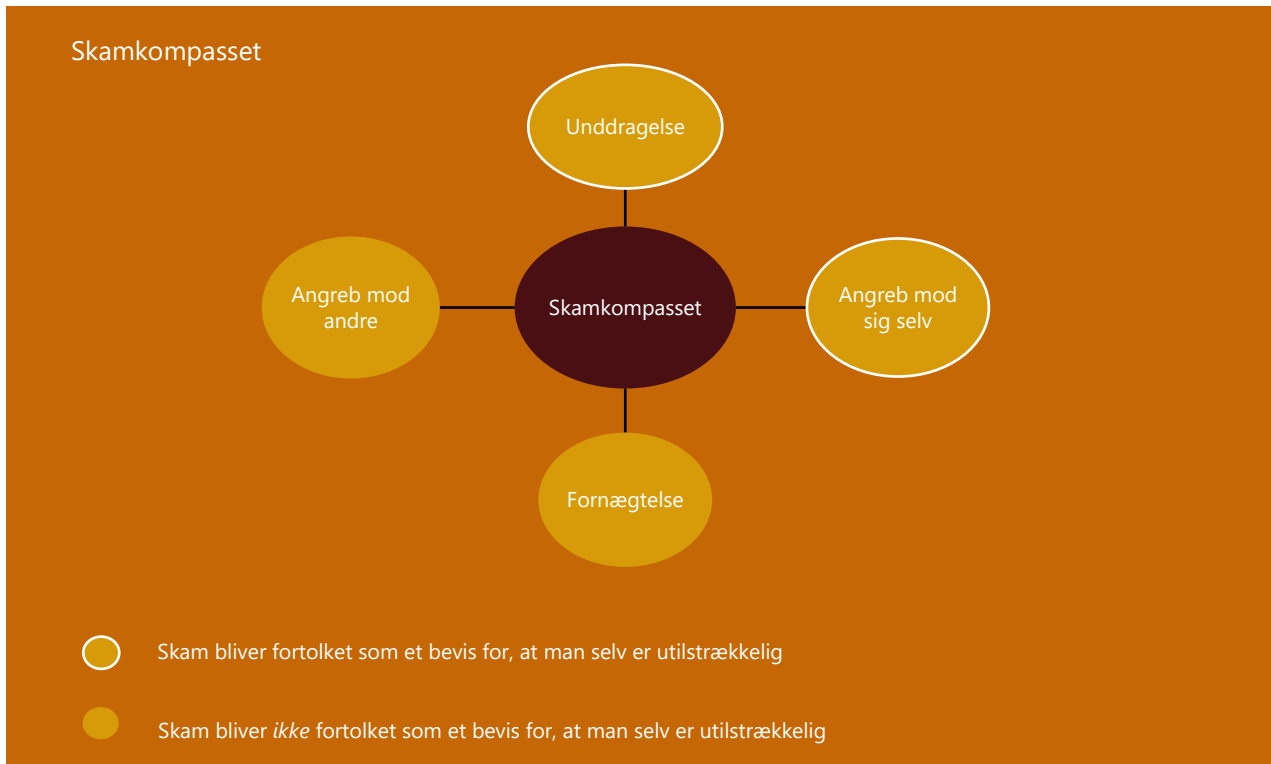 Skamkompasset
Unddragelse
Angreb mod
andre
Skamkompasset
Angreb mod
sig selv
Fornægtelse
Skam bliver fortolket som et bevis for, at man selv er utilstrækkelig
Skam bliver ikke fortolket som et bevis for, at man selv er utilstrækkelig